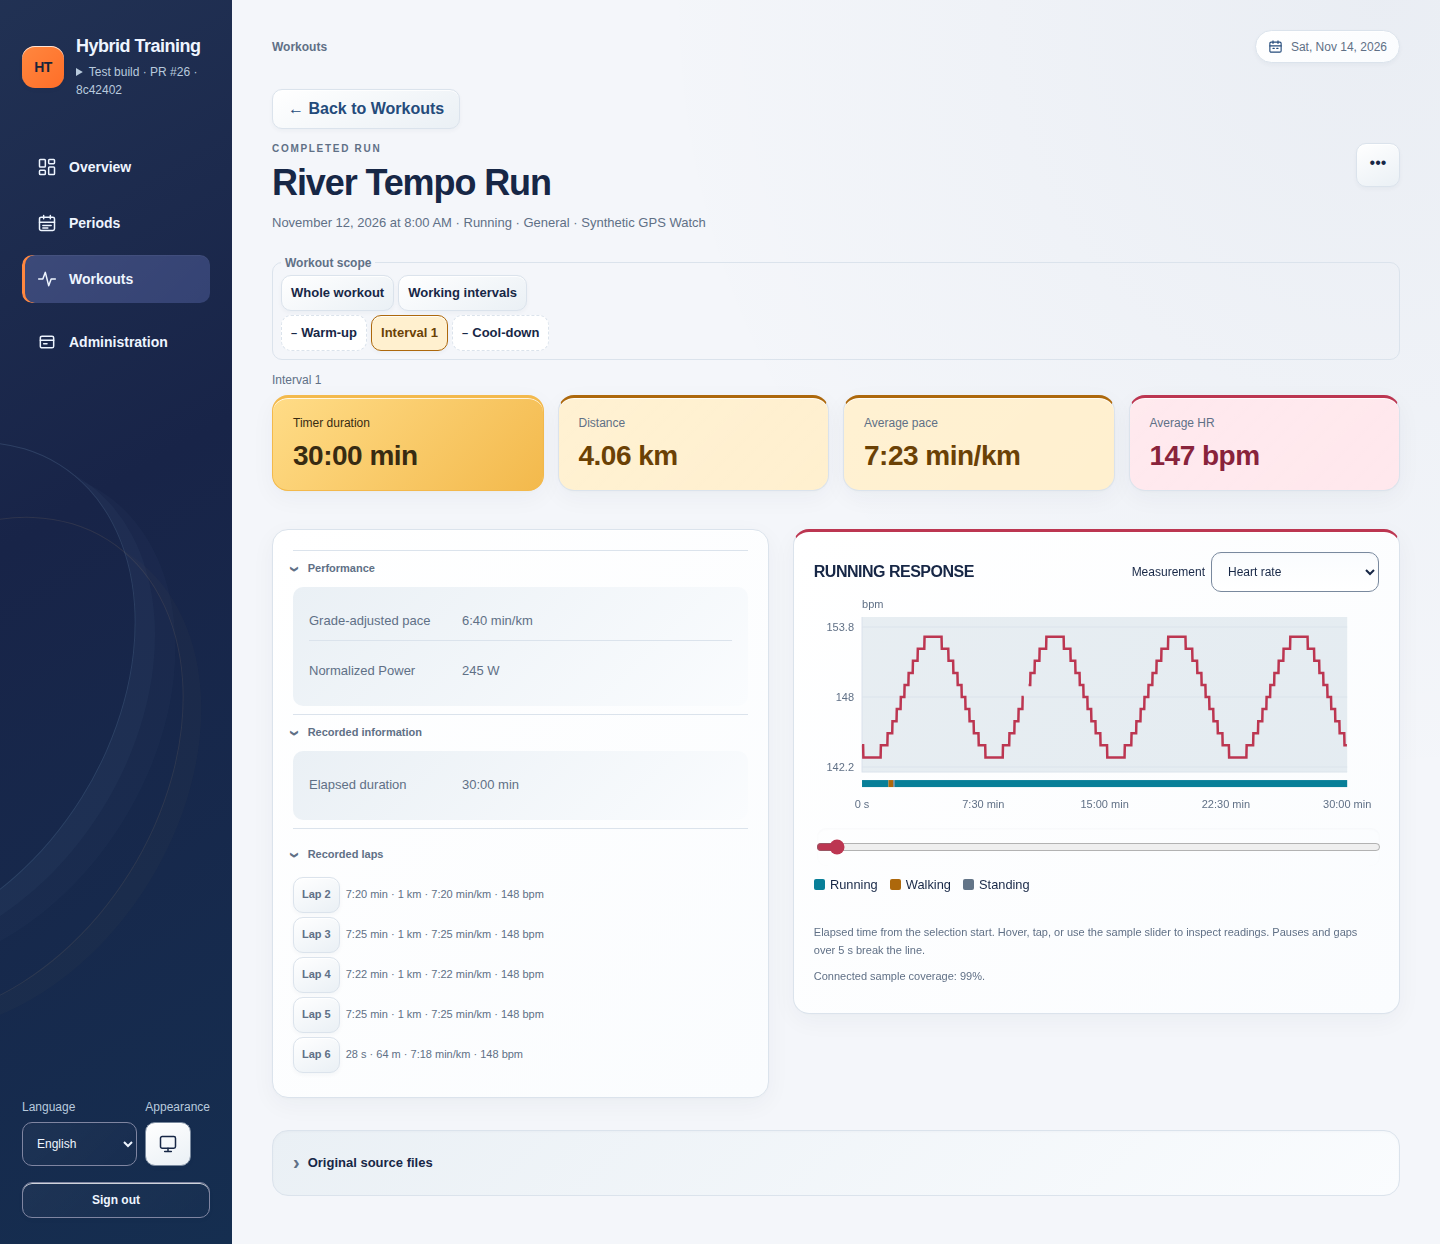 HT
Hybrid Training
Test build · PR #26 ·
8c42402
Overview
Periods
Workouts
Administration
Language
Appearance
English
Sign out
Workouts
Sat, Nov 14, 2026
← Back to Workouts
COMPLETED RUN
River Tempo Run
•••
November 12, 2026 at 8:00 AM · Running · General · Synthetic GPS Watch
Workout scope
Whole workout
Working intervals
– Warm-up
Interval 1
– Cool-down
Interval 1
Timer duration
30:00 min
Distance
4.06 km
Average pace
7:23 min/km
Average HR
147 bpm
Performance
Grade-adjusted pace 6:40 min/km
Normalized Power 245 W
Recorded information
Elapsed duration 30:00 min
Recorded laps
Lap 2 7:20 min · 1 km · 7:20 min/km · 148 bpm
Lap 3 7:25 min · 1 km · 7:25 min/km · 148 bpm
Lap 4 7:22 min · 1 km · 7:22 min/km · 148 bpm
Lap 5 7:25 min · 1 km · 7:25 min/km · 148 bpm
Lap 6 28 s · 64 m · 7:18 min/km · 148 bpm
RUNNING RESPONSE
Measurement
Heart rate
bpm
153.8
148
142.2
0 s 7:30 min 15:00 min 22:30 min 30:00 min
Running Walking Standing
Elapsed time from the selection start. Hover, tap, or use the sample slider to inspect readings. Pauses and gaps
over 5 s break the line.
Connected sample coverage: 99%.
Original source files